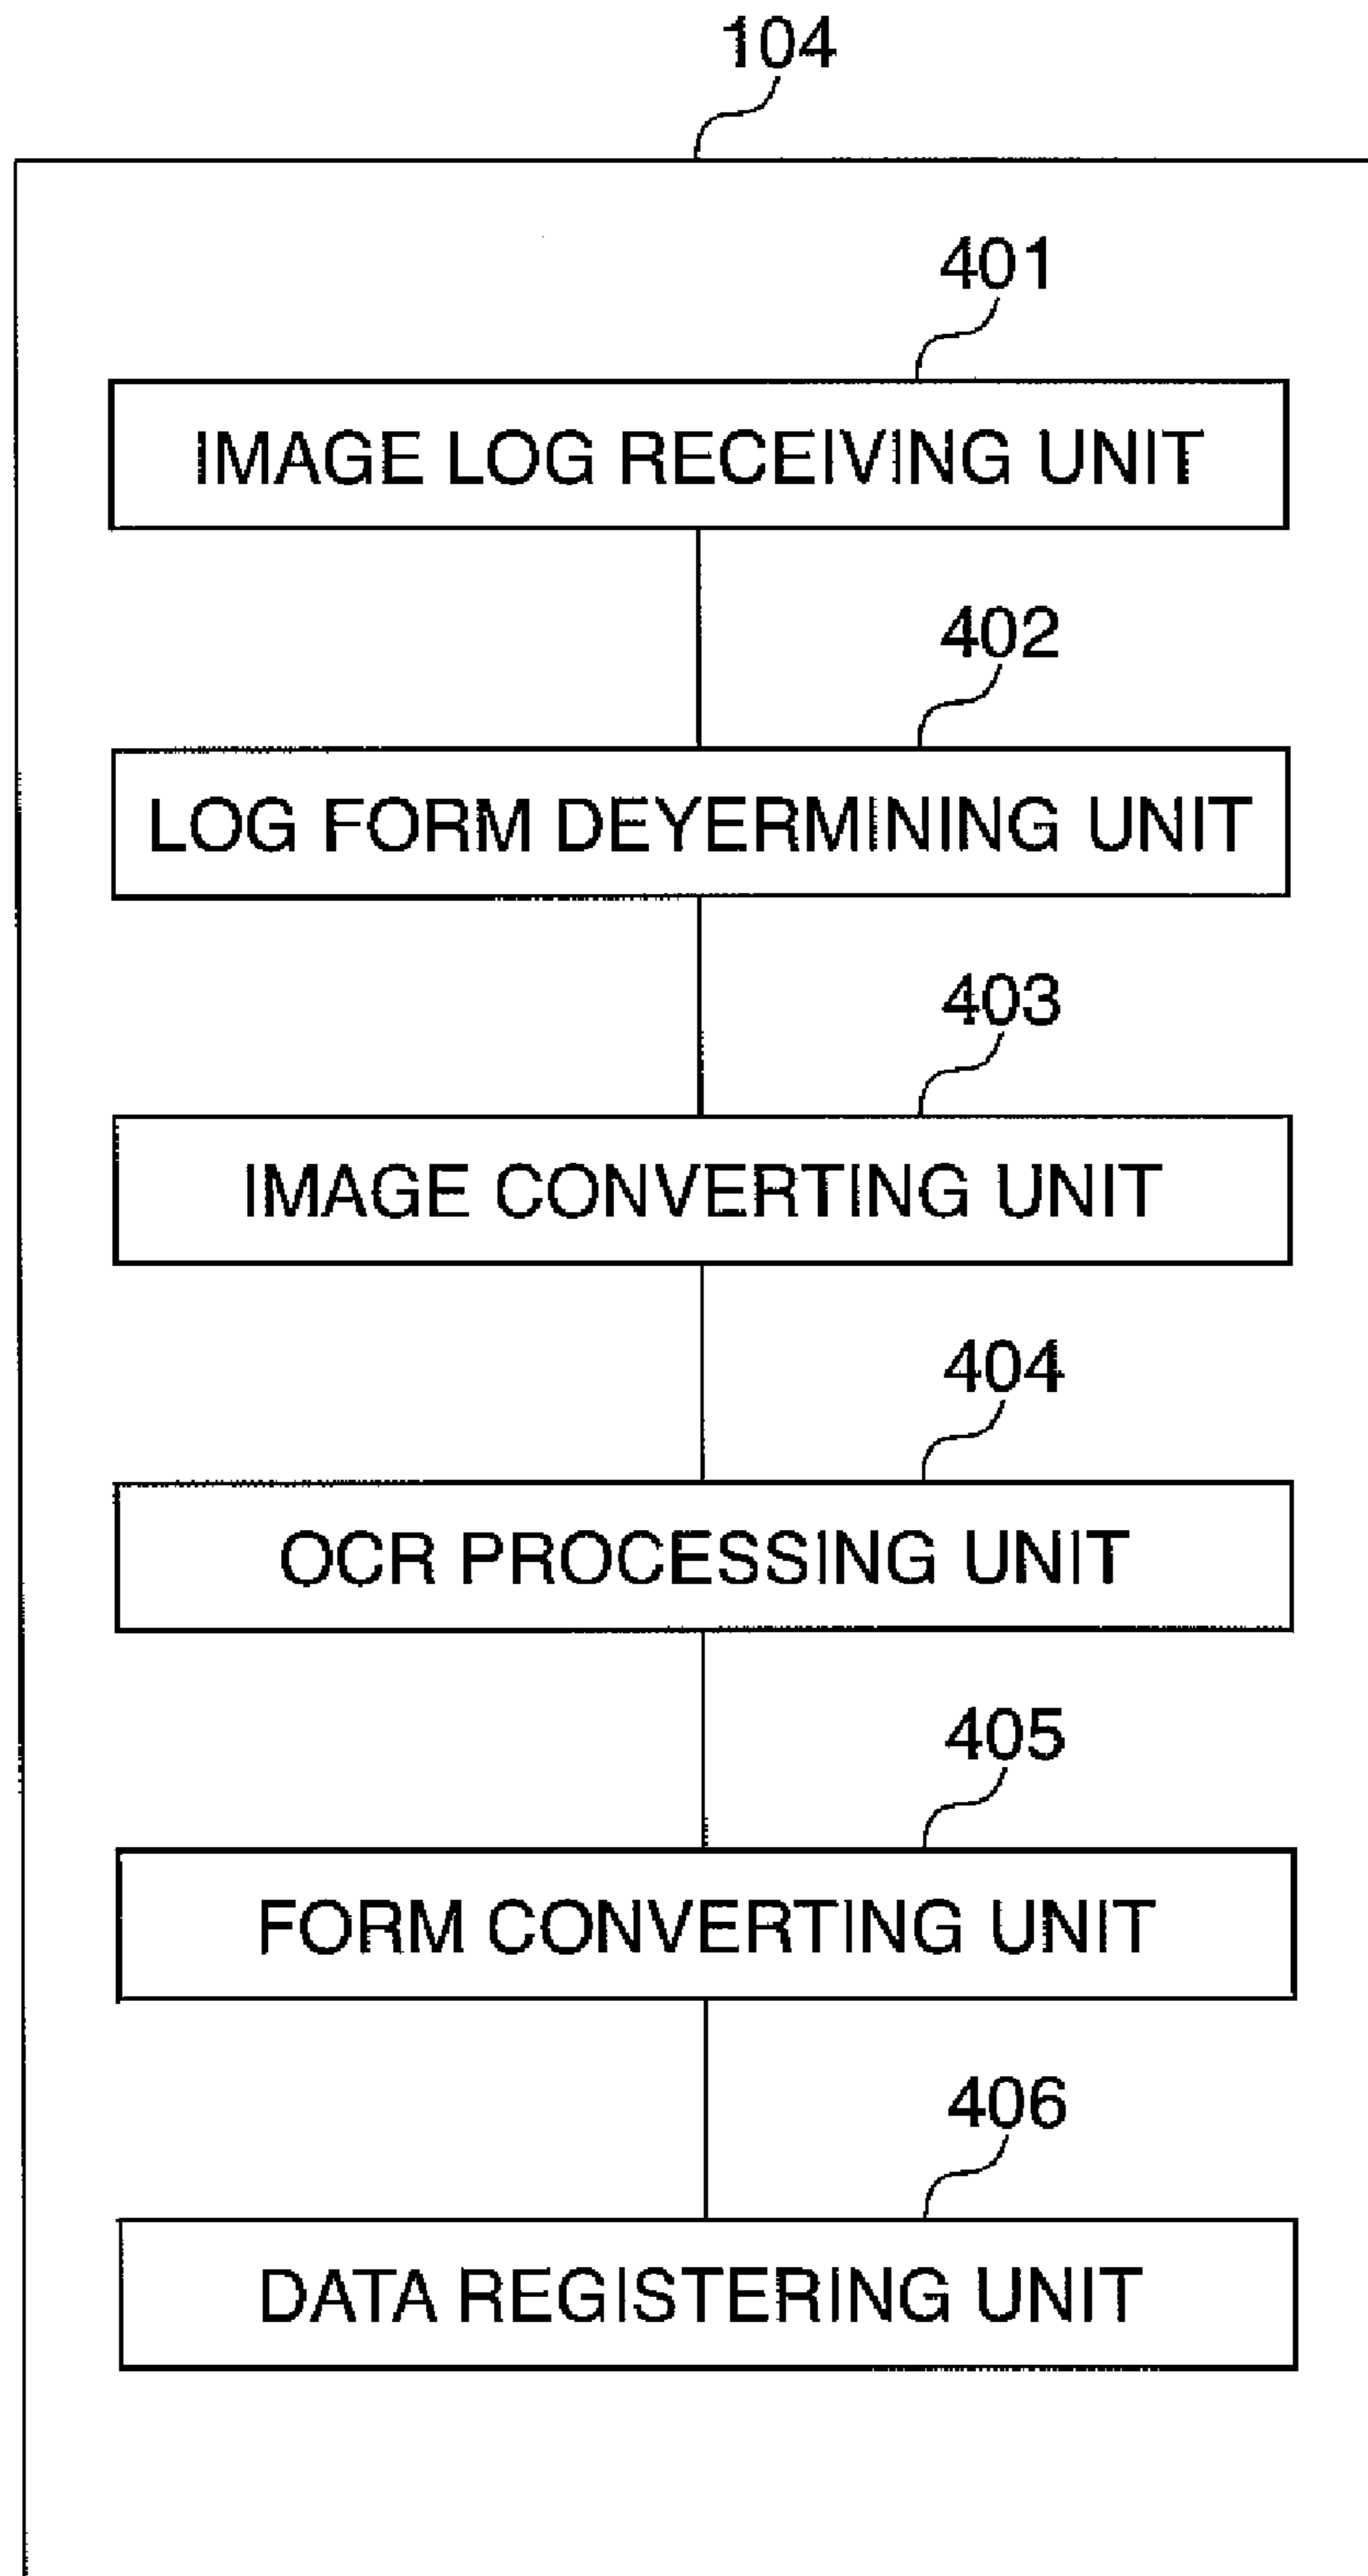 104
401
IMAGE LOG RECEIVING UNIT
402
LOG FORM DEYERMINING UNIT
403
IMAGE CONVERTING UNIT
404
OCR PROCESSING UNIT
405
FORM CONVERTING UNIT
406
DATA REGISTERING UNIT